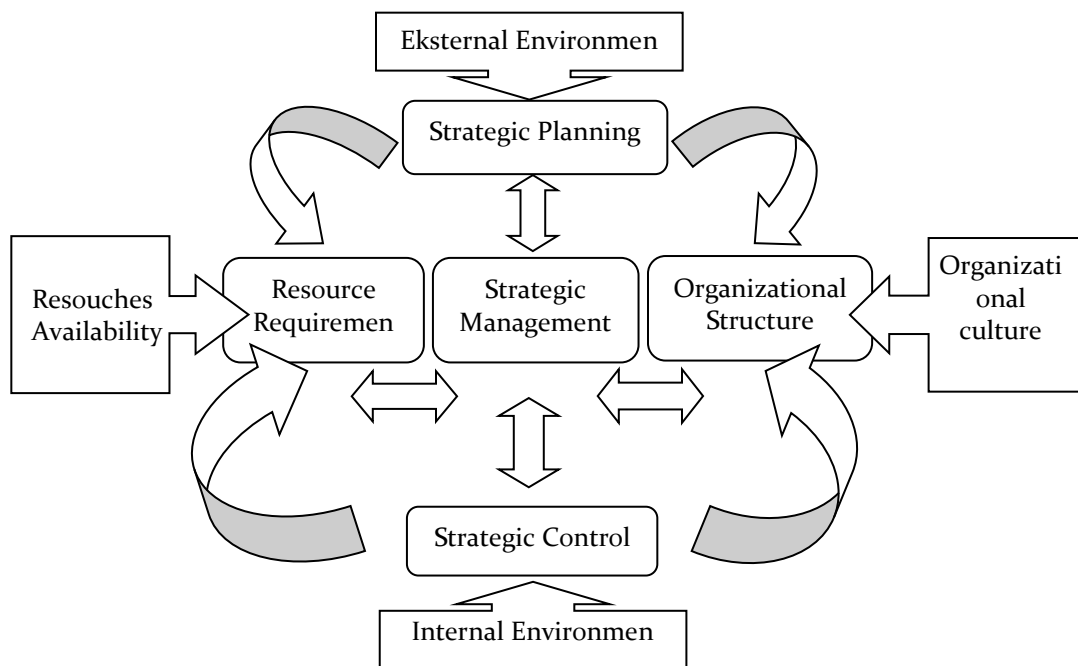 Eksternal Environmen
Strategic Planning
Resouches
Availability
Resource
Requiremen
Strategic
Management
Organizational
Structure
Organizati
onal
culture
Strategic Control
Internal Environmen